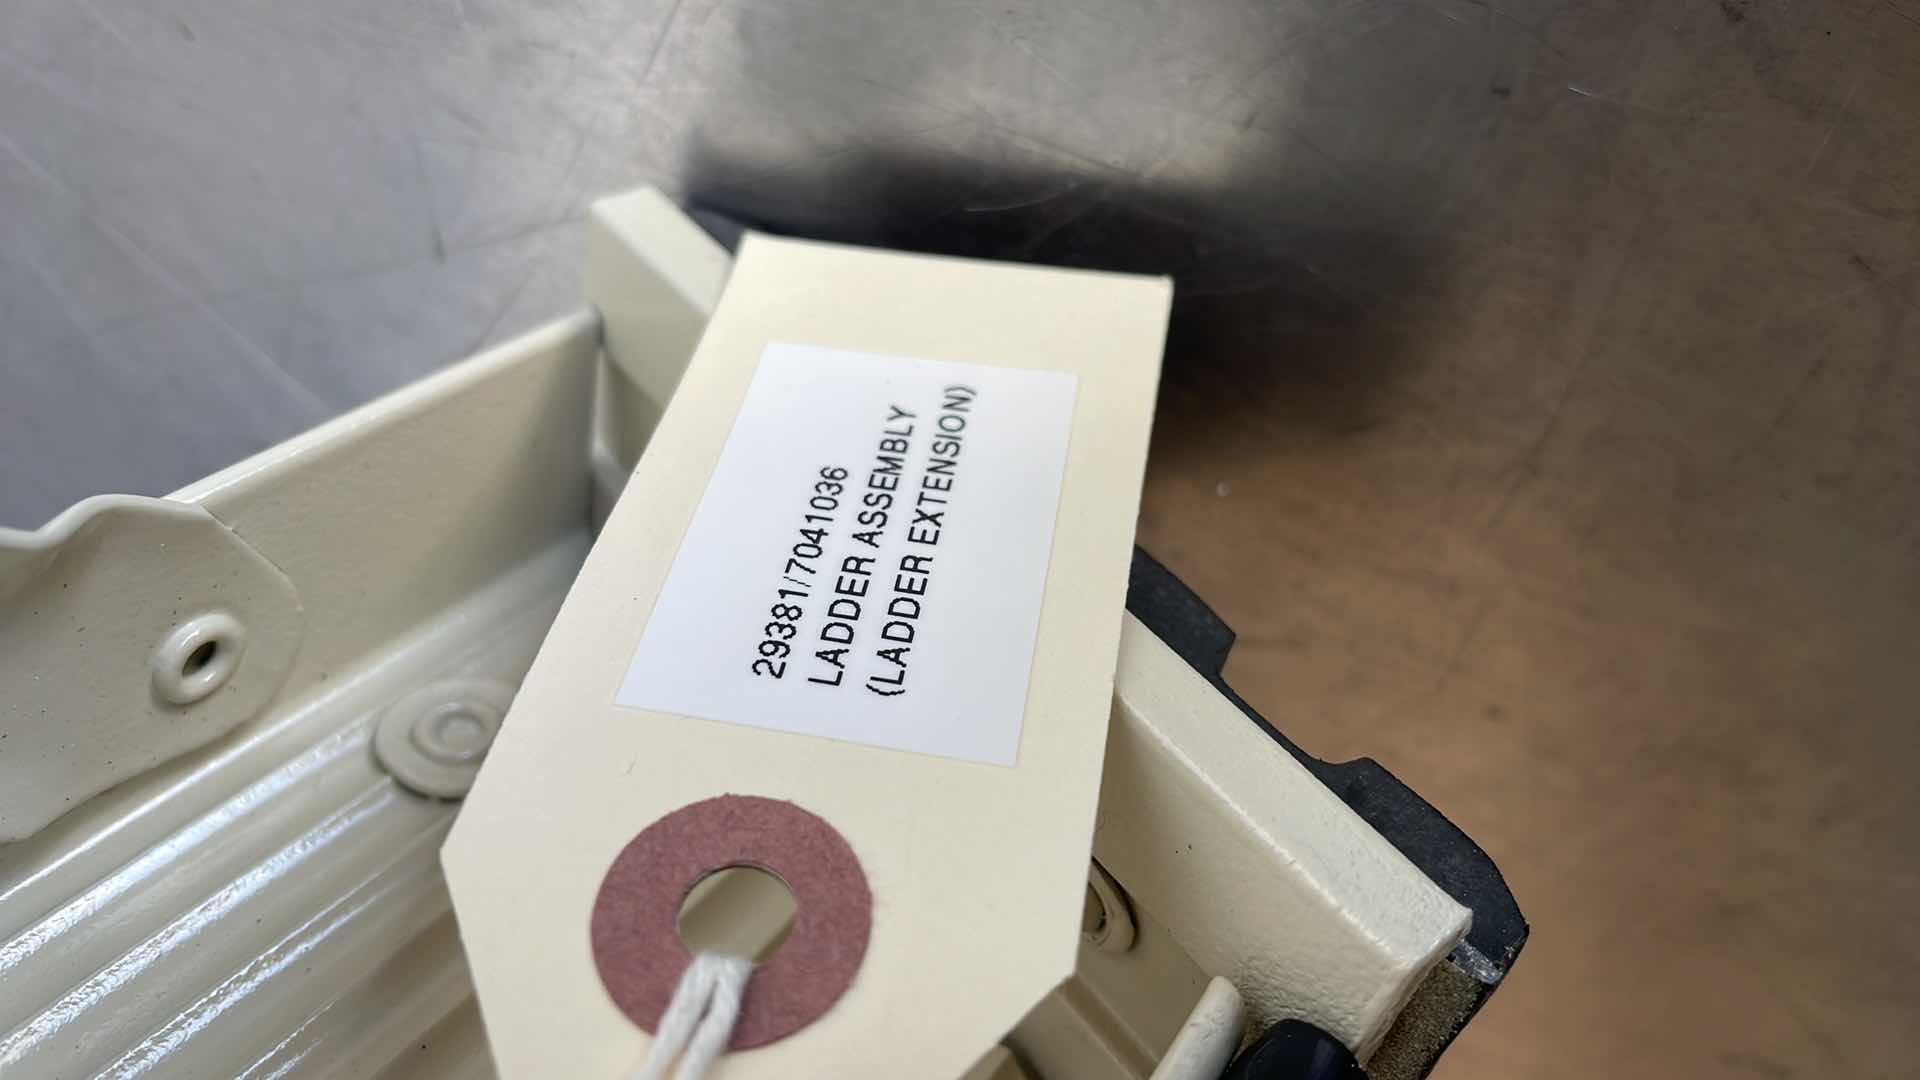 29381/7041036
LADDER ASSEMBLY
(LADDER EXTENSION)